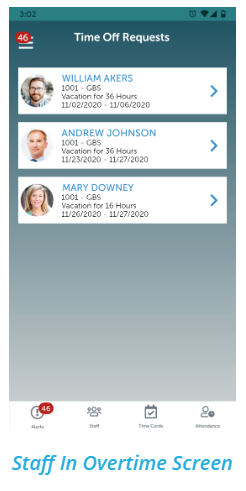 3:02
46
Time Off Requests
WILLIAM AKERS
1001 - GBS
Vacation for 36 Hours
11/02/2020 - 11/06/2020
ANDREW JOHNSON
1001 - GBS
Vacation for 36 Hours
11/23/2020 - 11/27/2020
MARY DOWNEY
1001 - GBS
Vacation for 16 Hours
11/26/2020 - 11/27/2020
46
Alerts Staff Time Cards Attendance
Staff In Overtime Screen